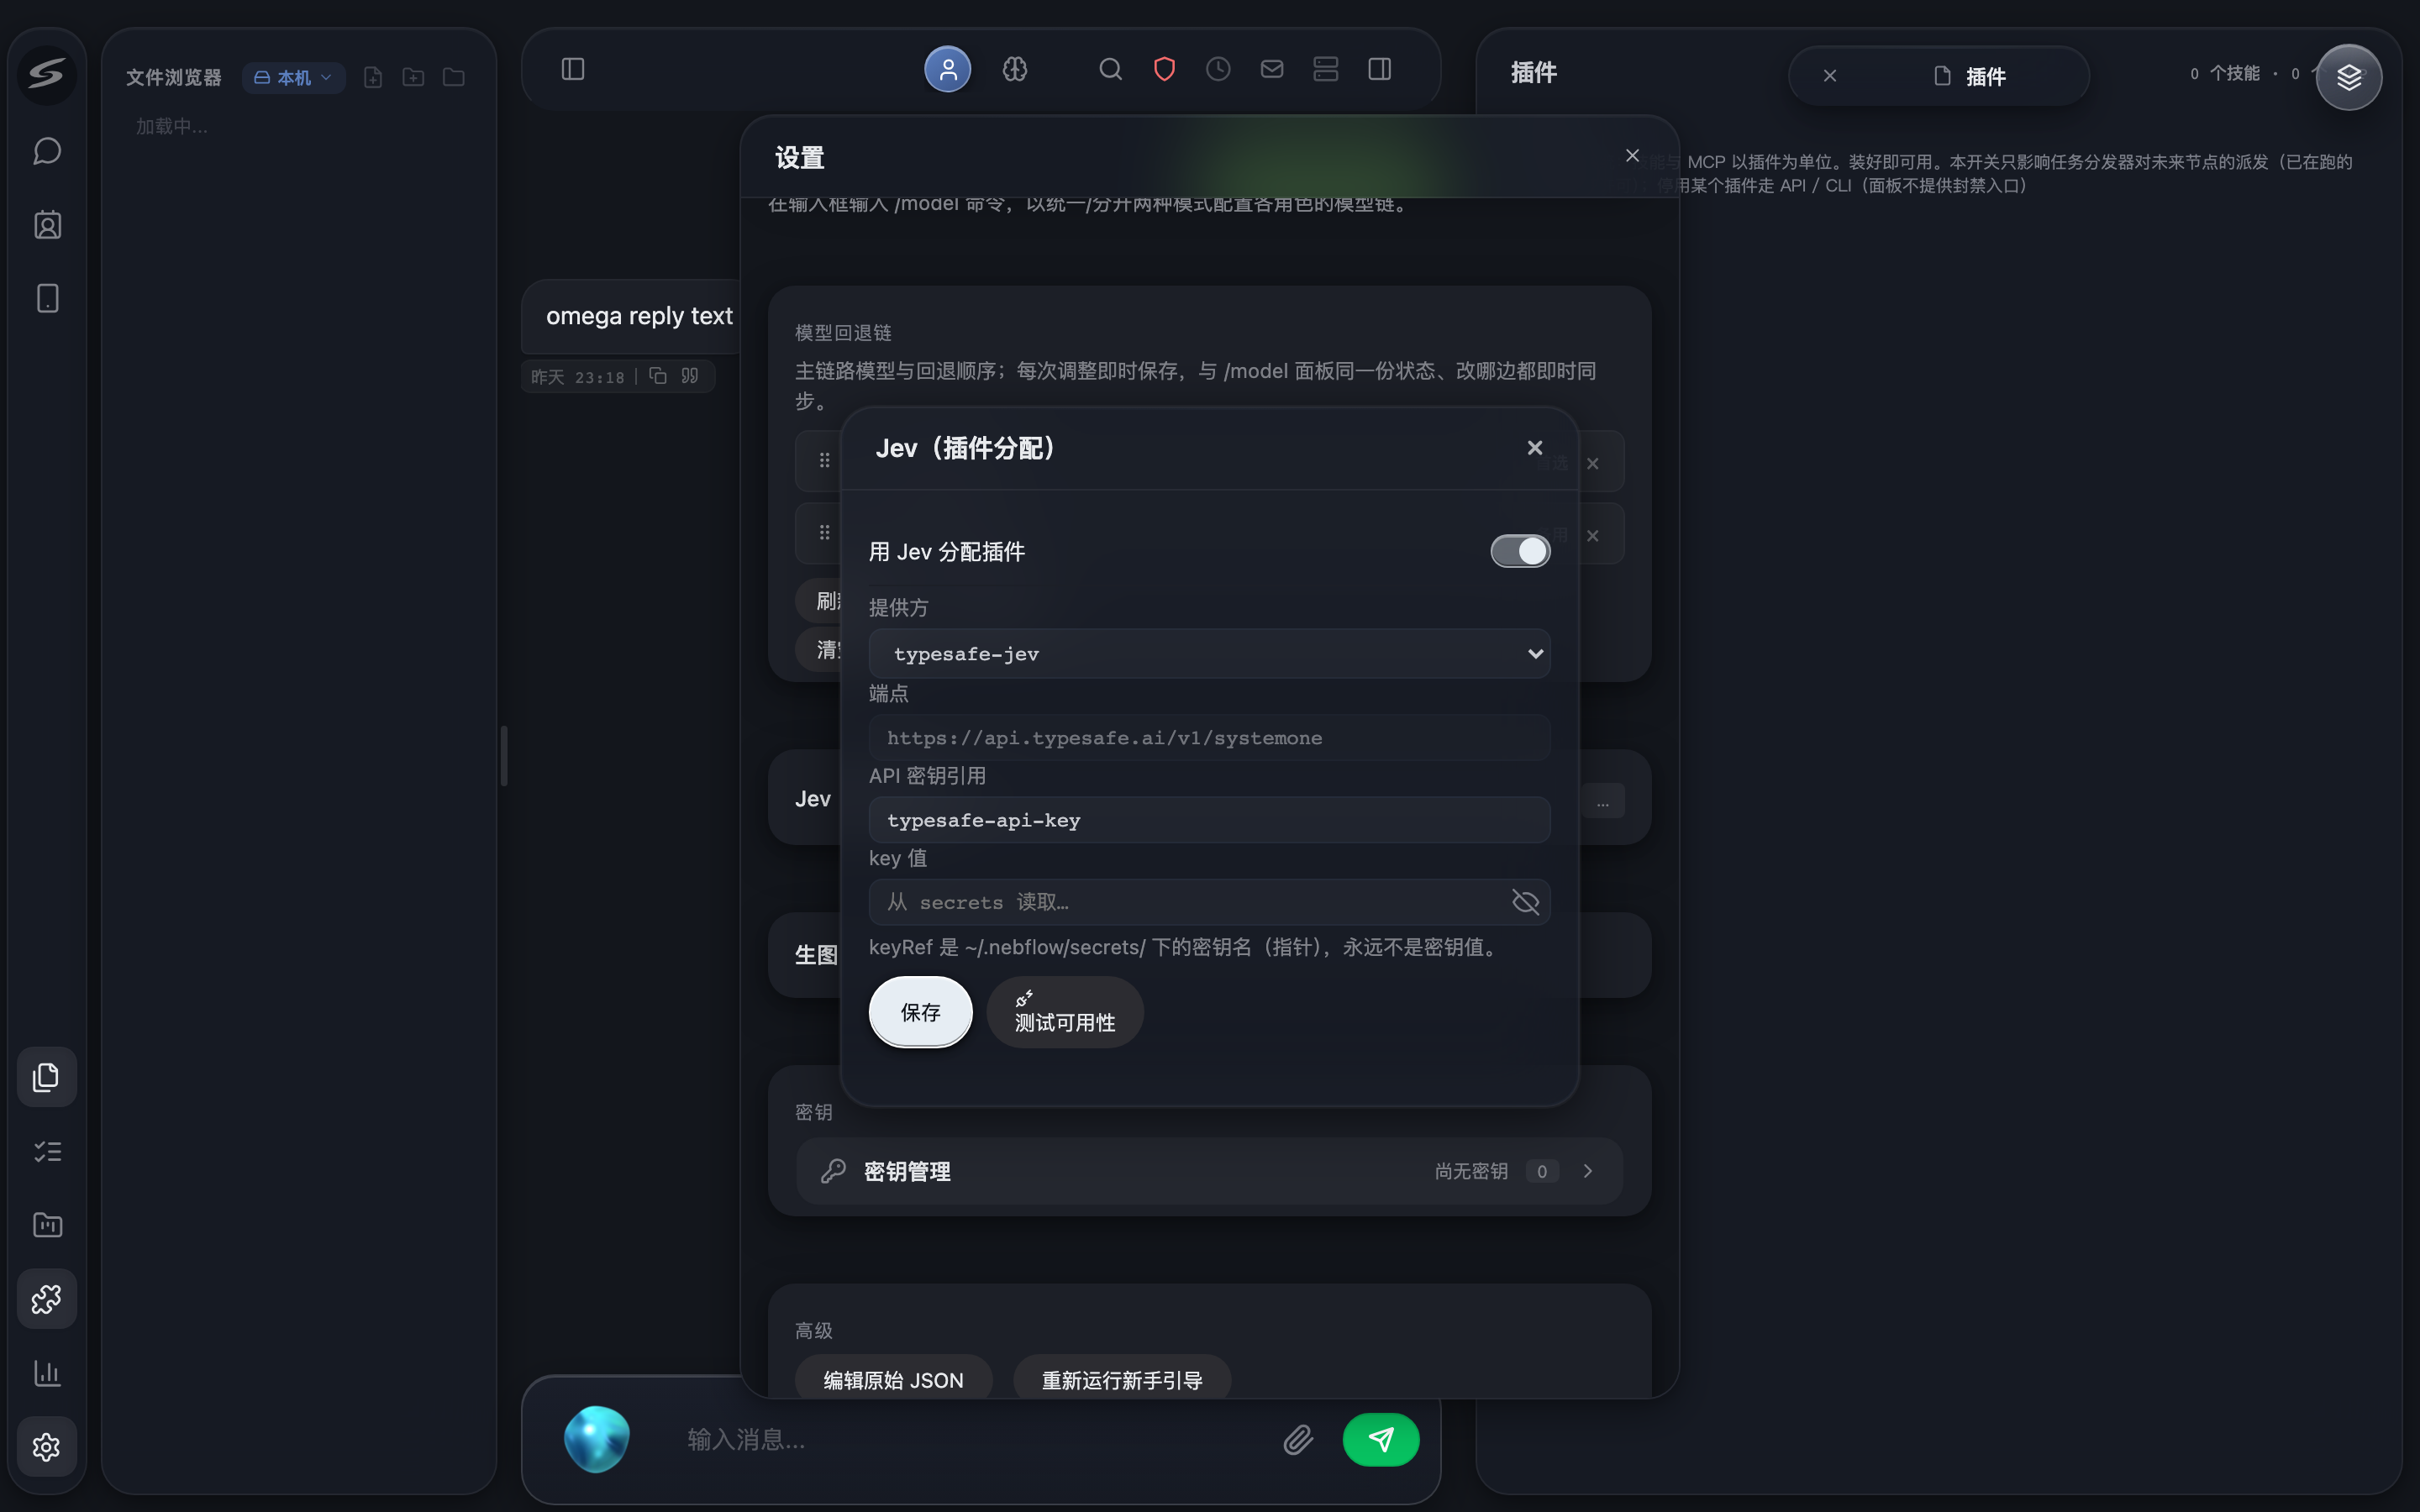 文件浏览器
本机
加载中...
omega reply text
昨天 23:18
插件
插件
0 个技能 · 0 个
MCP 以插件为单位。装好即可用。本开关只影响任务分发器对未来节点的派发（已在跑的
停用某个插件走 API / CLI（面板不提供封禁入口）
设置
在输入框输入 /model 命令，以统一/分开两种模式配置各角色的模型链。
模型回退链
主链路模型与回退顺序；每次调整即时保存，与 /model 面板同一份状态、改哪边都即时同
步。
Jev（插件分配）
用 Jev 分配插件
提供方
typesafe-jev
端点
https://api.typesafe.ai/v1/systemone
API 密钥引用
typesafe-api-key
key 值
从 secrets 读取…
keyRef 是 ~/.nebflow/secrets/ 下的密钥名（指针），永远不是密钥值。
保存
测试可用性
Jev
...
生图
密钥
密钥管理
尚无密钥
0
高级
编辑原始 JSON
重新运行新手引导
输入消息...